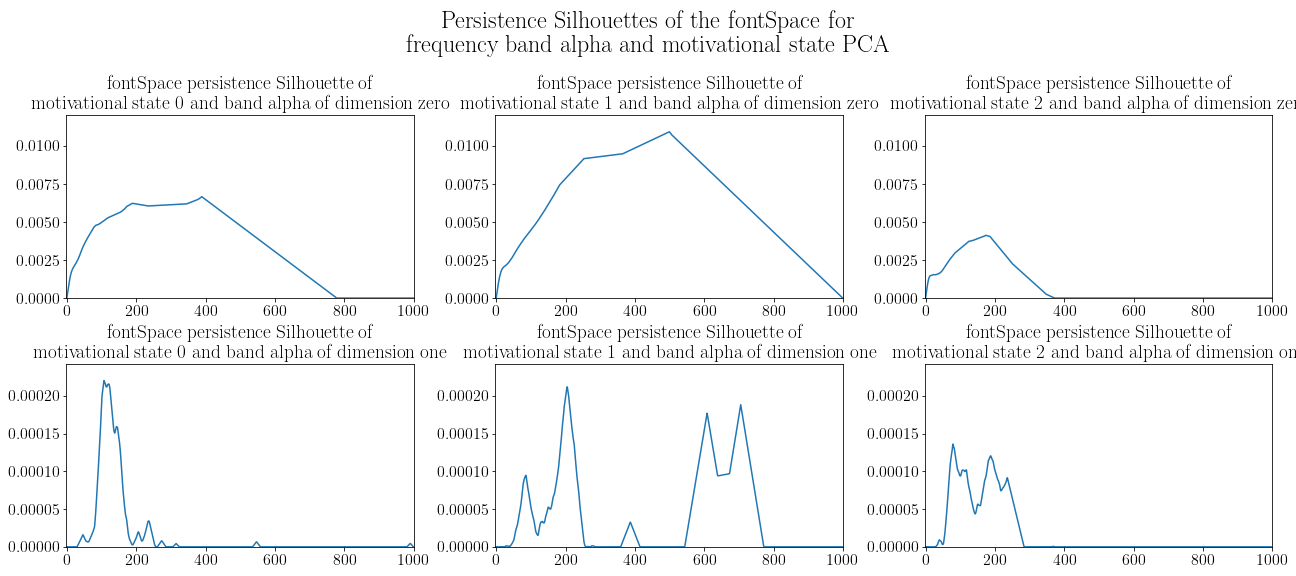 Persistence Silhouettes of the fontSpace for
frequency band alpha and motivational state PCA
fontSpace persistence Silhouette of
motivational state 0 and band alpha of dimension zero
fontSpace persistence Silhouette of
motivational state 1 and band alpha of dimension zero
fontSpace persistence Silhouette of
motivational state 2 and band alpha of dimension zer
0.0100
0.0075
0.0050
0.0025
0.0000
0 200 400 600 800 1000
0.0100
0.0075
0.0050
0.0025
0.0000
0 200 400 600 800 1000
0.0100
0.0075
0.0050
0.0025
0.0000
0 200 400 600 800 1000
fontSpace persistence Silhouette of
motivational state 0 and band alpha of dimension one
fontSpace persistence Silhouette of
motivational state 1 and band alpha of dimension one
fontSpace persistence Silhouette of
motivational state 2 and band alpha of dimension on
0.00020
0.00015
0.00010
0.00005
0.00000
0 200 400 600 800 1000
0.00020
0.00015
0.00010
0.00005
0.00000
0 200 400 600 800 1000
0.00020
0.00015
0.00010
0.00005
0.00000
0 200 400 600 800 1000